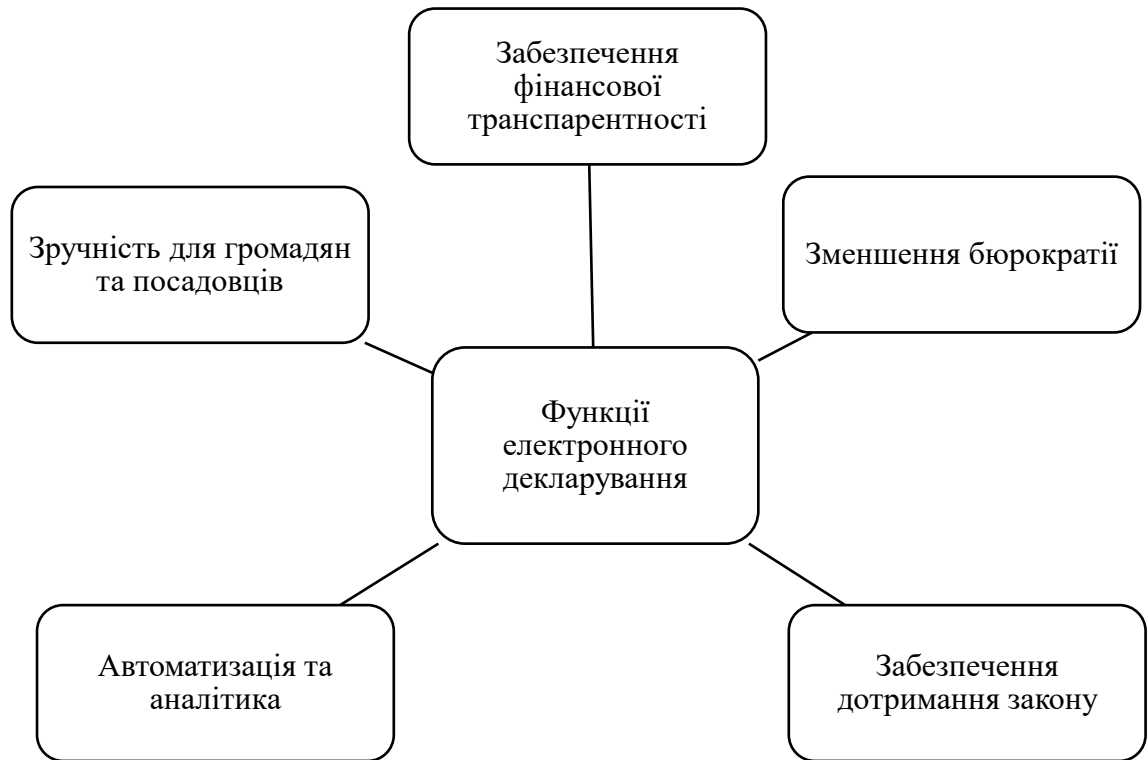 Забезпечення
фінансової
транспарентності
Зручність для громадян
та посадовців
Зменшення бюрократії
Функції
електронного
декларування
Автоматизація та
аналітика
Забезпечення
дотримання закону